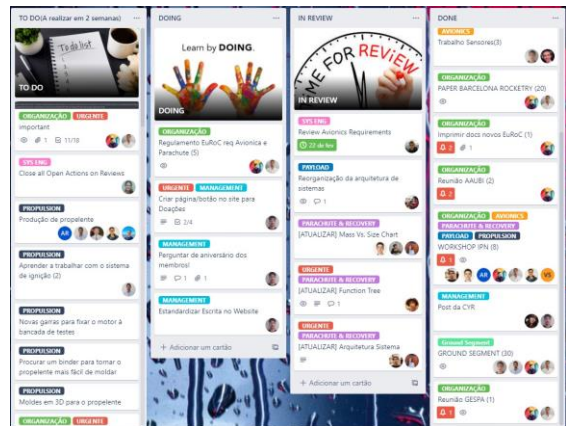 TO DO(A realizar em 2 semanas)
To do list
TO DO
ORGANIZAÇÃO URGENTE
important
1 11/18
SYS ENG
Close all Open Actions on Reviews
PROPULSION
Produção de propelente
AR
PROPULSION
Aprender a trabalhar com o sistema
de ignição (2)
PROPULSION
Novas garras para fixar o motor à
bancada de testes
PROPULSION
Procurar um binder para tornar o
propelente mais fácil de moldar
PROPULSION
Moldes em 3D para o propelente
ORGANIZAÇÃO URGENTE
DOING
Learn by DOING.
DOING
ORGANIZAÇÃO
Regulamento EuRoC req Avionica e
Parachute (5)
URGENTE MANAGEMENT
Criar página/botão no site para
Doações
2/4
MANAGEMENT
Perguntar de aniversário dos
membros!
1 1
MANAGEMENT
Estandardizar Escrita no Website
+ Adicionar um cartão
IN REVIEW
TIME FOR REVIEW
IN REVIEW
SYS ENG
Review Avionics Requirements
22 de fev
PAYLOAD
Reorganização da arquitetura de
sistemas
1
PARACHUTE & RECOVERY
[ATUALIZAR] Mass Vs. Size Chart
URGENTE
PARACHUTE & RECOVERY
[ATUALIZAR] Function Tree
1
URGENTE
PARACHUTE & RECOVERY
[ATUALIZAR] Arquitetura Sistema
+ Adicionar um cartão
DONE
AVIONICS
Trabalho Sensores(3)
ORGANIZAÇÃO
PAPER BARCELONA ROCKETRY (20)
ORGANIZAÇÃO
Imprimir docs novos EuRoC (1)
2 1
ORGANIZAÇÃO
Reunião AAUBI (2)
2
ORGANIZAÇÃO AVIONICS
PARACHUTE & RECOVERY
PAYLOAD PROPULSION
WORKSHOP IPN (8)
1
AR VS
MANAGEMENT
Post da CYR
Ground Segment
GROUND SEGMENT (30)
ORGANIZAÇÃO
Reunião GESPA (1)
1